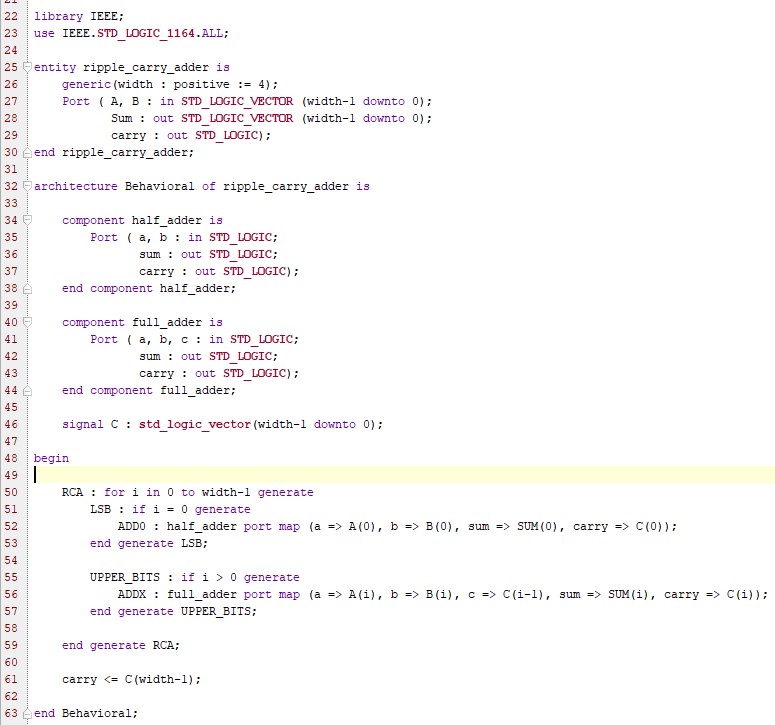 21
22 library IEEE;
23 use IEEE.STD_LOGIC_1164.ALL;
24
25 entity ripple_carry_adder is
26     generic(width : positive := 4);
27     Port ( A, B : in STD_LOGIC_VECTOR (width-1 downto 0);
28            Sum : out STD_LOGIC_VECTOR (width-1 downto 0);
29            carry : out STD_LOGIC);
30 end ripple_carry_adder;
31
32 architecture Behavioral of ripple_carry_adder is
33
34     component half_adder is
35         Port ( a, b : in STD_LOGIC;
36                sum : out STD_LOGIC;
37                carry : out STD_LOGIC);
38     end component half_adder;
39
40     component full_adder is
41         Port ( a, b, c : in STD_LOGIC;
42                sum : out STD_LOGIC;
43                carry : out STD_LOGIC);
44     end component full_adder;
45
46     signal C : std_logic_vector(width-1 downto 0);
47
48 begin
49
50     RCA : for i in 0 to width-1 generate
51         LSB : if i = 0 generate
52             ADD0 : half_adder port map (a => A(0), b => B(0), sum => SUM(0), carry => C(0));
53         end generate LSB;
54
55         UPPER_BITS : if i > 0 generate
56             ADDX : full_adder port map (a => A(i), b => B(i), c => C(i-1), sum => SUM(i), carry => C(i));
57         end generate UPPER_BITS;
58
59     end generate RCA;
60
61     carry <= C(width-1);
62
63 end Behavioral;